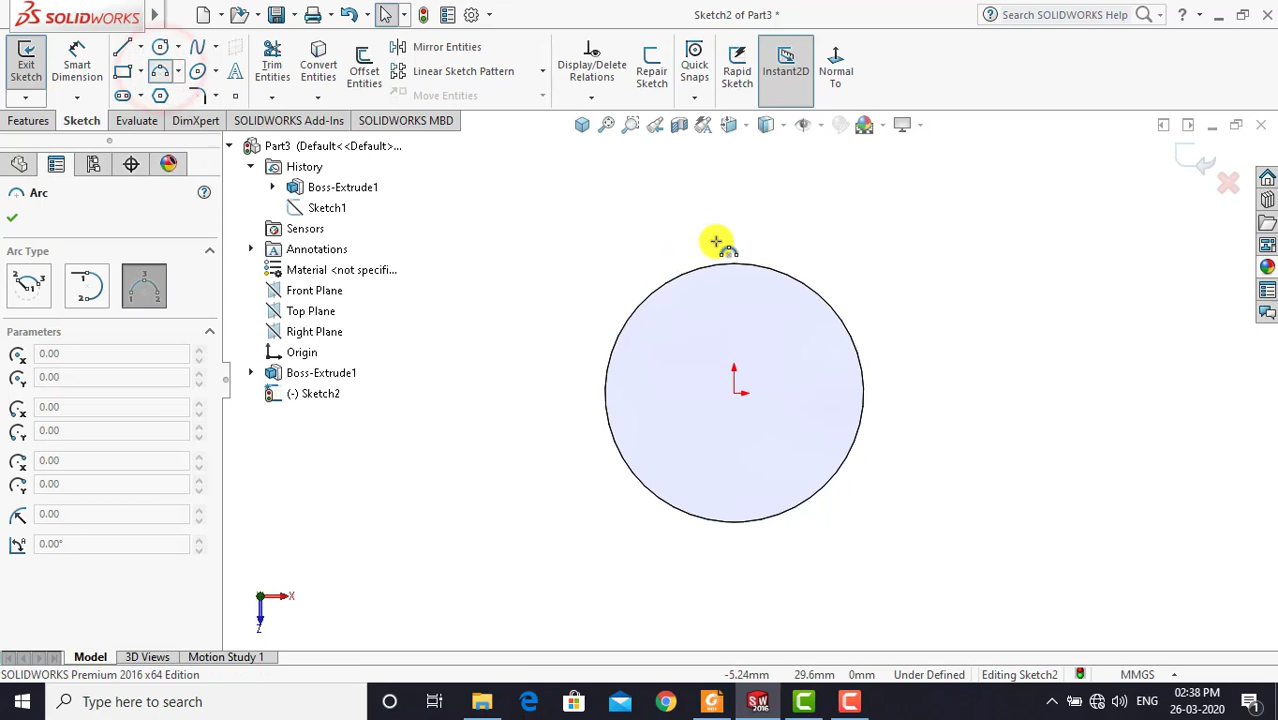 SOLIDWORKS
Sketch2 of Part3 *
Search SOLIDWORKS
Exit Sketch
Smart Dimension
Trim Entities
Convert Entities
Offset Entities
Mirror Entities
Linear Sketch Pattern
Move Entities
Display/Delete Relations
Repair Sketch
Quick Snaps
Rapid Sketch
Instant2D
Normal To
Features
Sketch
Evaluate
DimXpert
SOLIDWORKS Add-Ins
SOLIDWORKS MBD
Arc
Arc Type
Parameters
0.00
0.00
0.00
0.00
0.00
0.00
0.00
0.00°
Part3 (Default<<Default>...
History
Boss-Extrude1
Sketch1
Sensors
Annotations
Material <not specifi...
Front Plane
Top Plane
Right Plane
Origin
Boss-Extrude1
(-) Sketch2
X
Z
Model
3D Views
Motion Study 1
SOLIDWORKS Premium 2016 x64 Edition
-5.24mm
29.6mm
0mm
Under Defined
Editing Sketch2
MMGS
Type here to search
SW
2016
ENG
02:38 PM
26-03-2020
1